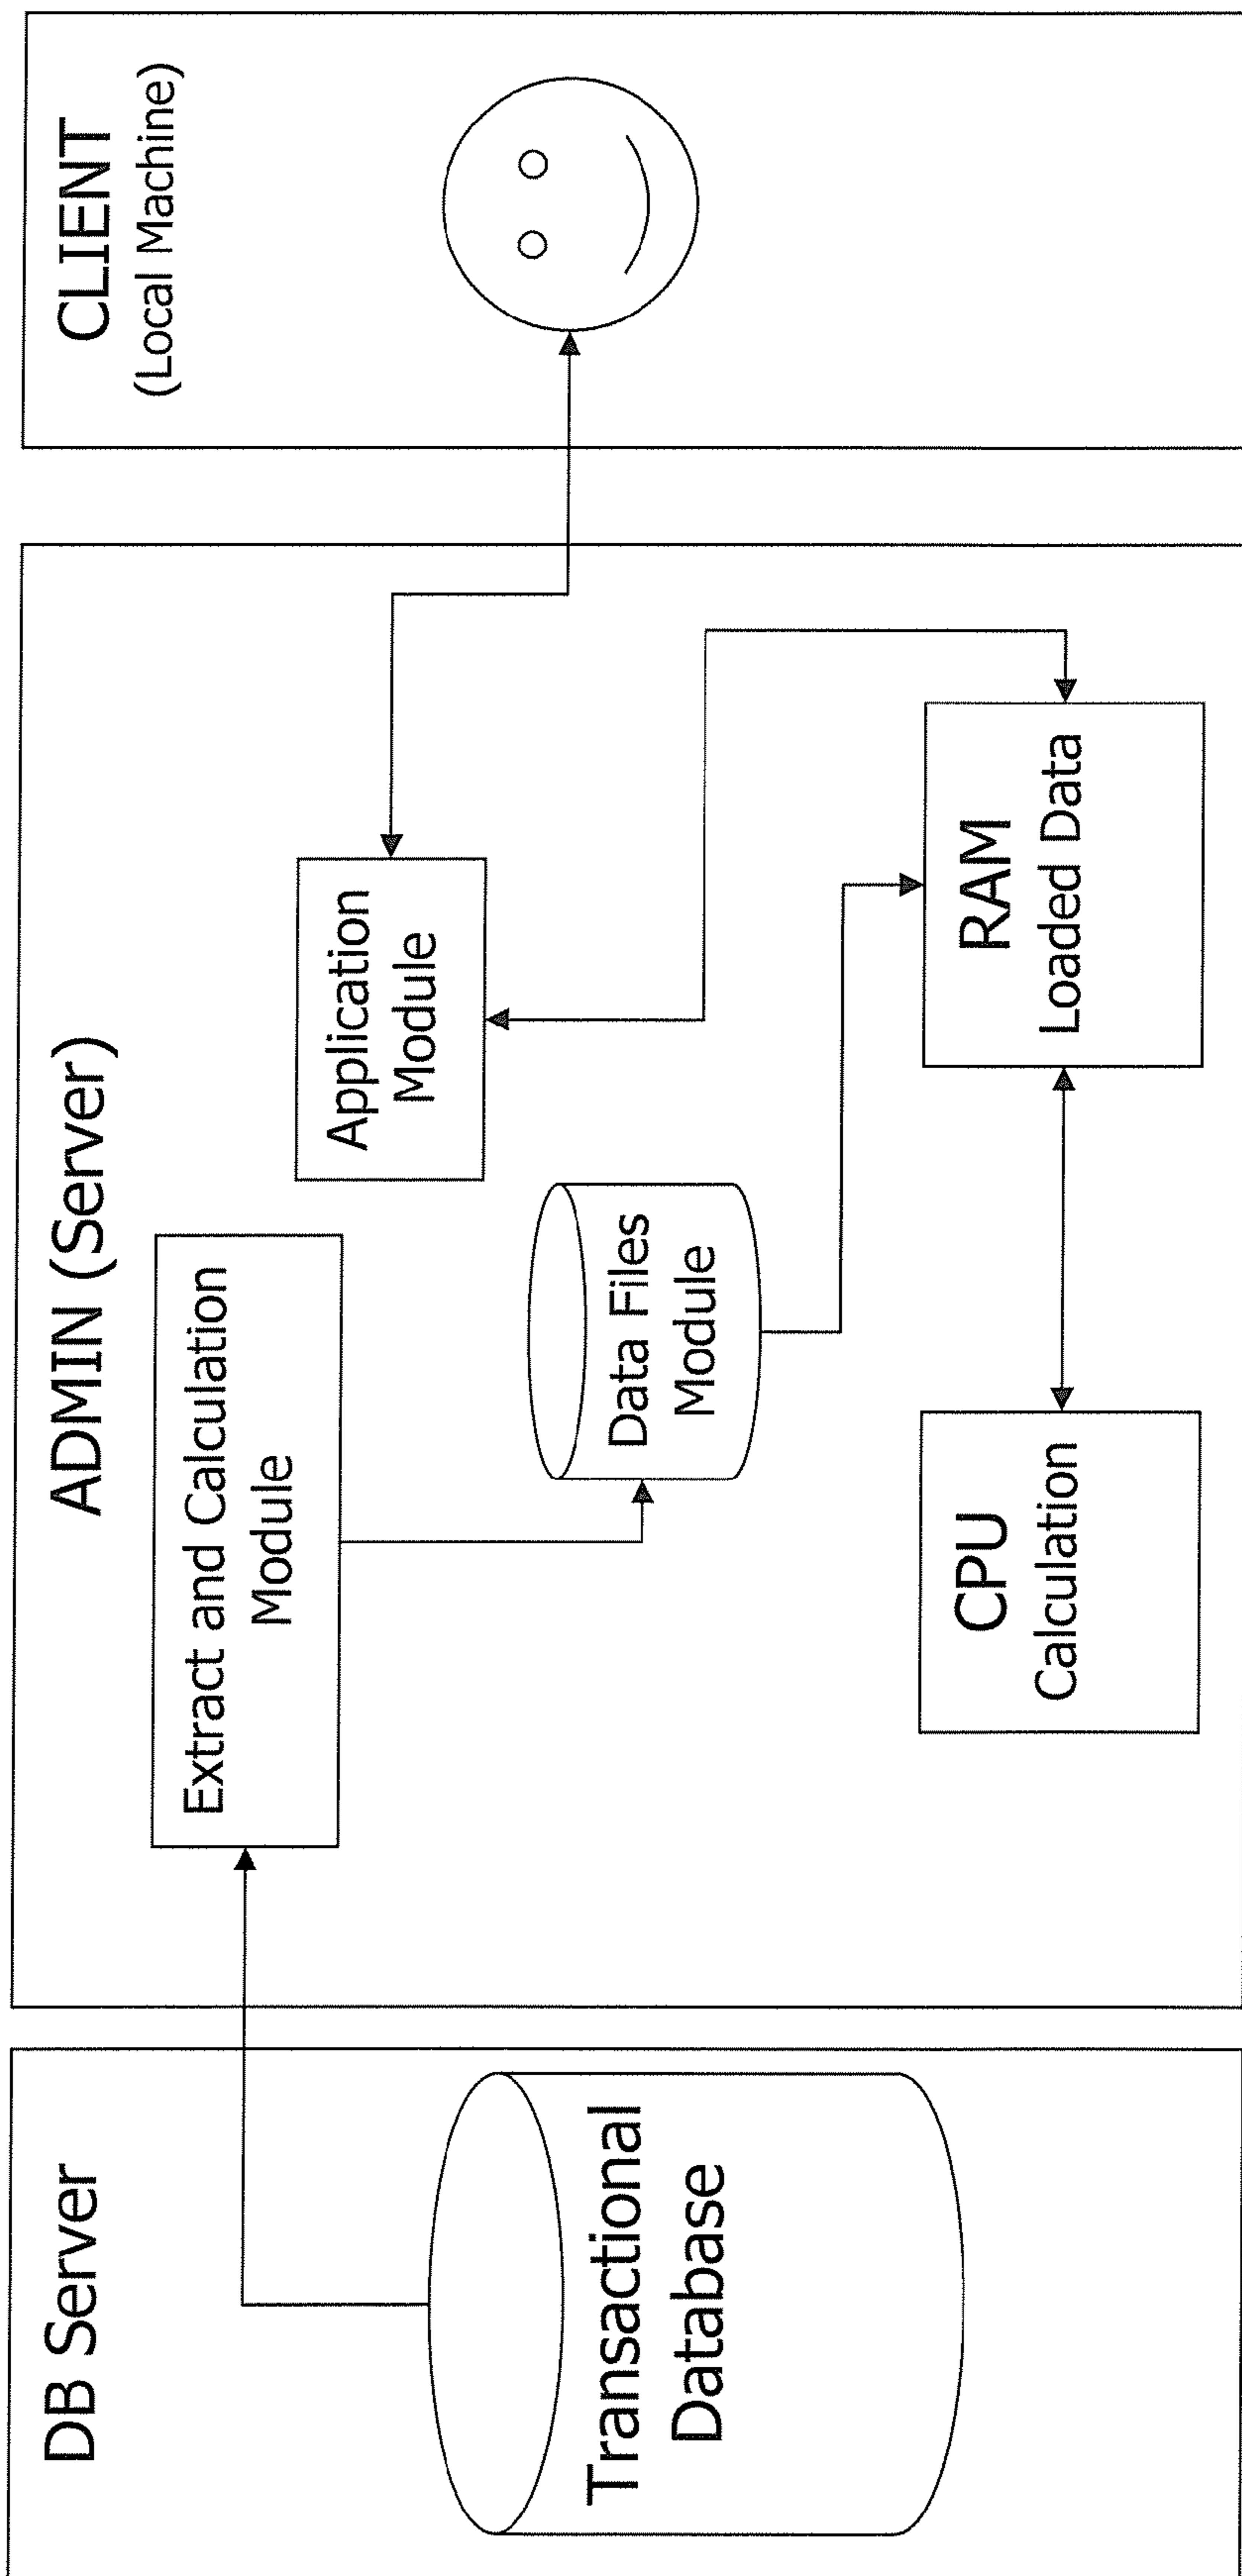 DB Server
Transactional
Database
ADMIN (Server)
Extract and Calculation
Module
Data Files
Module
Application
Module
CPU
Calculation
RAM
Loaded Data
CLIENT
(Local Machine)